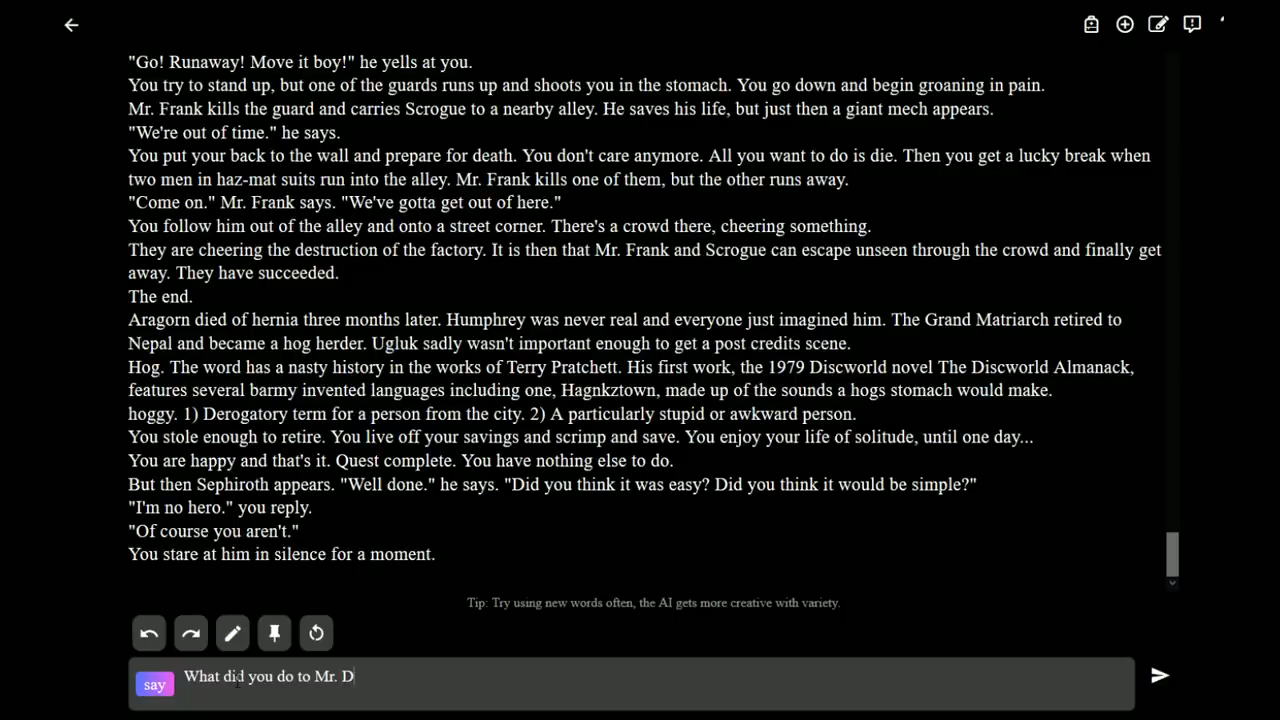 "Go! Runaway! Move it boy!" he yells at you.
You try to stand up, but one of the guards runs up and shoots you in the stomach. You go down and begin groaning in pain.
Mr. Frank kills the guard and carries Scrogue to a nearby alley. He saves his life, but just then a giant mech appears.
"We're out of time." he says.
You put your back to the wall and prepare for death. You don't care anymore. All you want to do is die. Then you get a lucky break when
two men in haz-mat suits run into the alley. Mr. Frank kills one of them, but the other runs away.
"Come on." Mr. Frank says. "We've gotta get out of here."
You follow him out of the alley and onto a street corner. There's a crowd there, cheering something.
They are cheering the destruction of the factory. It is then that Mr. Frank and Scrogue can escape unseen through the crowd and finally get
away. They have succeeded.
The end.
Aragorn died of hernia three months later. Humphrey was never real and everyone just imagined him. The Grand Matriarch retired to
Nepal and became a hog herder. Ugluk sadly wasn't important enough to get a post credits scene.
Hog. The word has a nasty history in the works of Terry Pratchett. His first work, the 1979 Discworld novel The Discworld Almanack,
features several barmy invented languages including one, Hagnkztown, made up of the sounds a hogs stomach would make.
hoggy. 1) Derogatory term for a person from the city. 2) A particularly stupid or awkward person.
You stole enough to retire. You live off your savings and scrimp and save. You enjoy your life of solitude, until one day...
You are happy and that's it. Quest complete. You have nothing else to do.
But then Sephiroth appears. "Well done." he says. "Did you think it was easy? Did you think it would be simple?"
"I'm no hero." you reply.
"Of course you aren't."
You stare at him in silence for a moment.
Tip: Try using new words often, the AI gets more creative with variety.
say What did you do to Mr. D